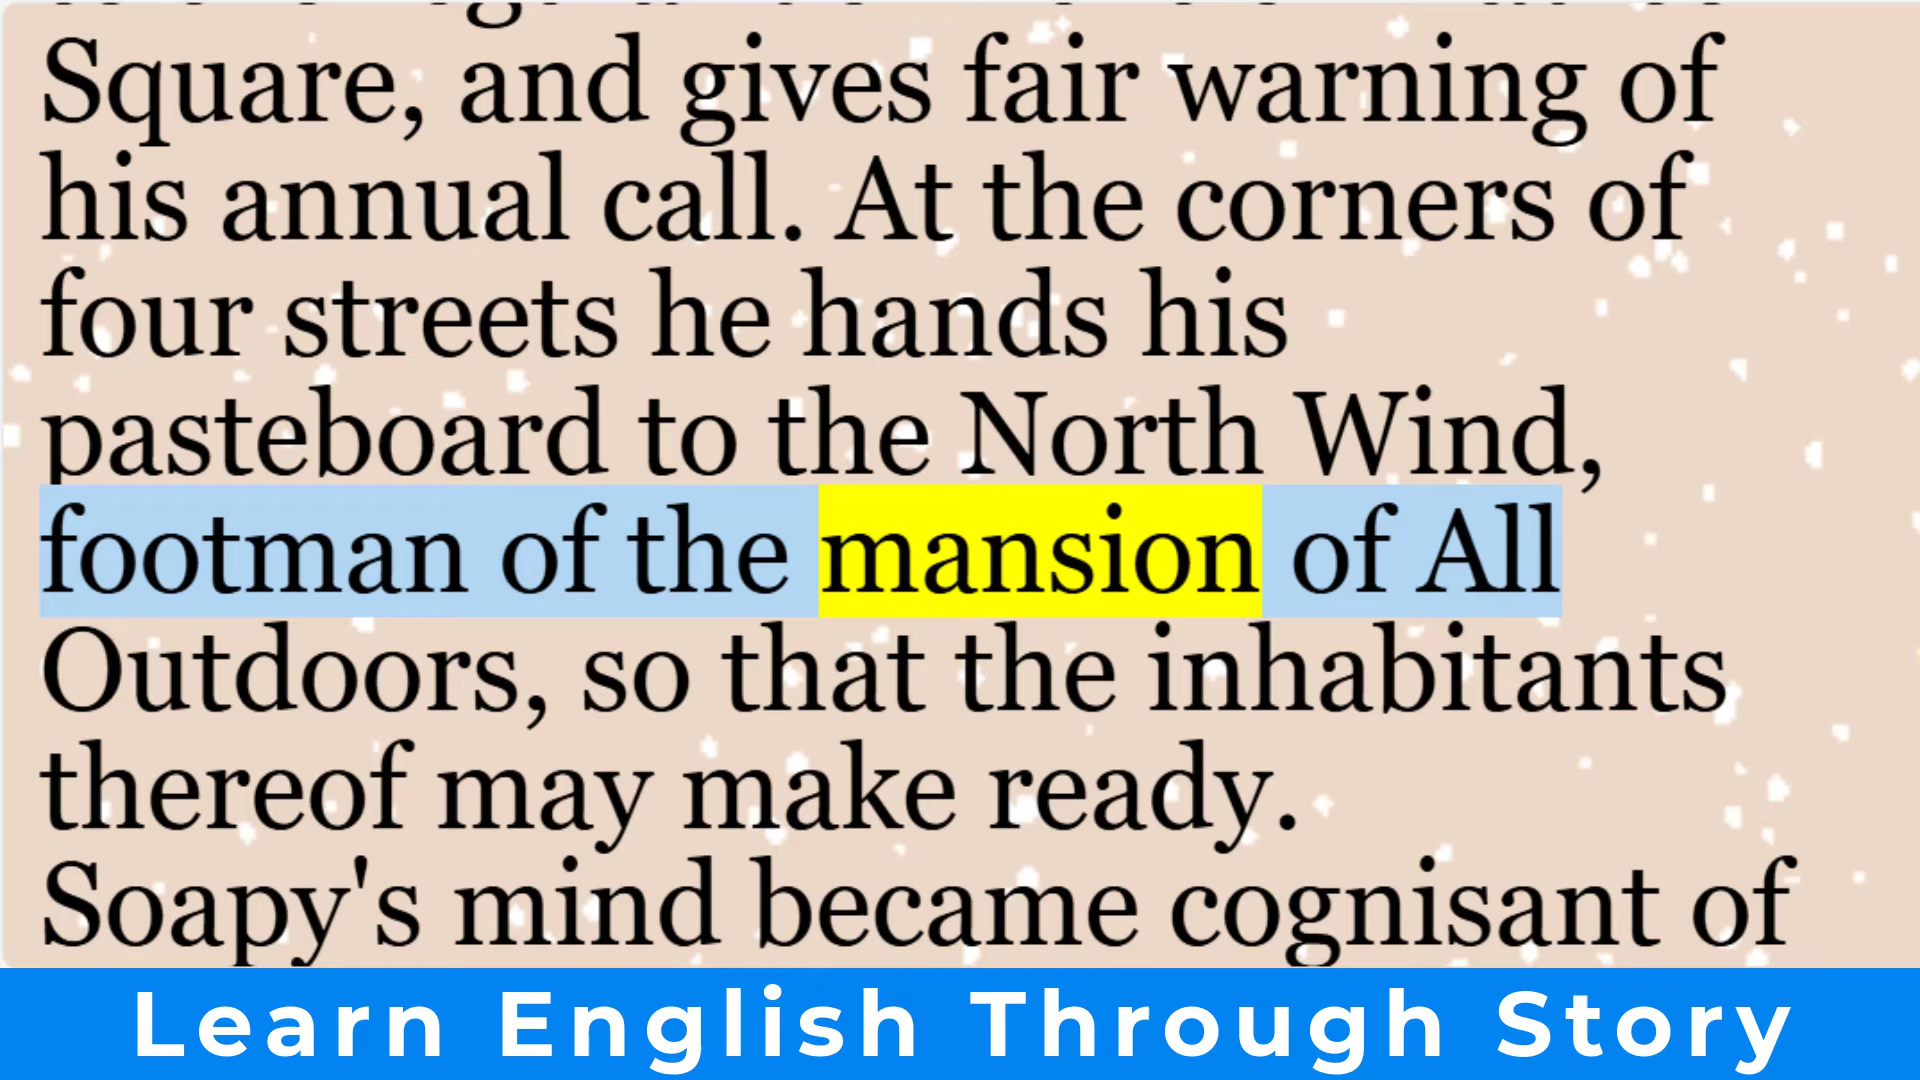 Square, and gives fair warning of
his annual call. At the corners of
four streets he hands his
pasteboard to the North Wind,
footman of the mansion of All
Outdoors, so that the inhabitants
thereof may make ready.
Soapy's mind became cognisant of
Learn English Through Story